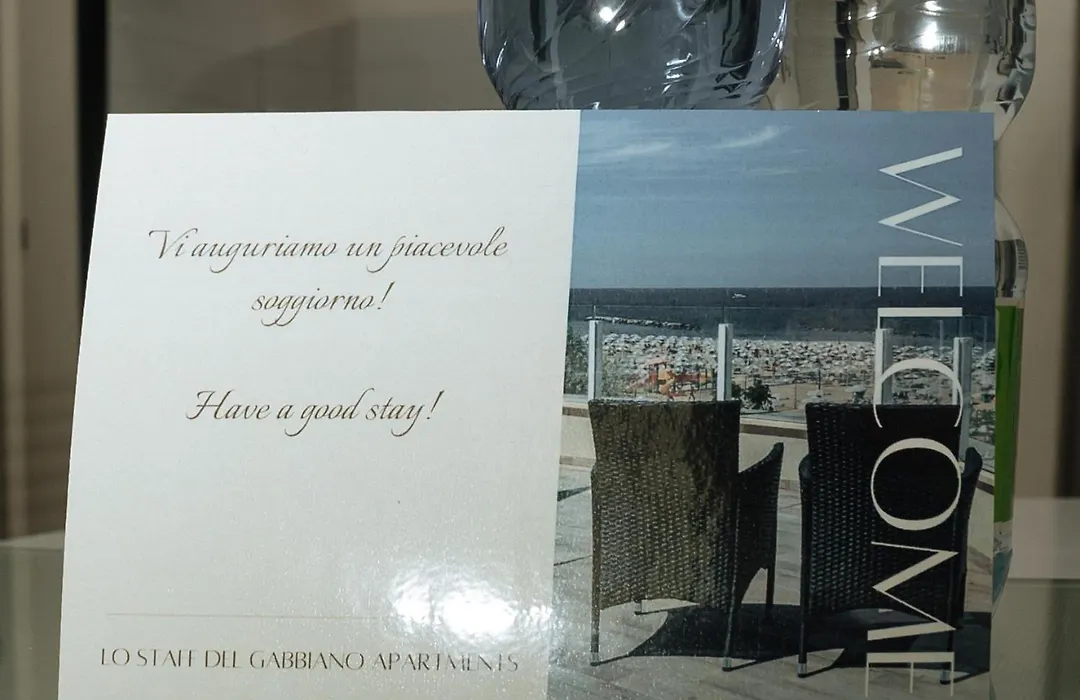 Vi auguriamo un piacevole
soggiorno!
Have a good stay!
LO STAFF DEL GABBIANO APARTMENTS
WELCOME